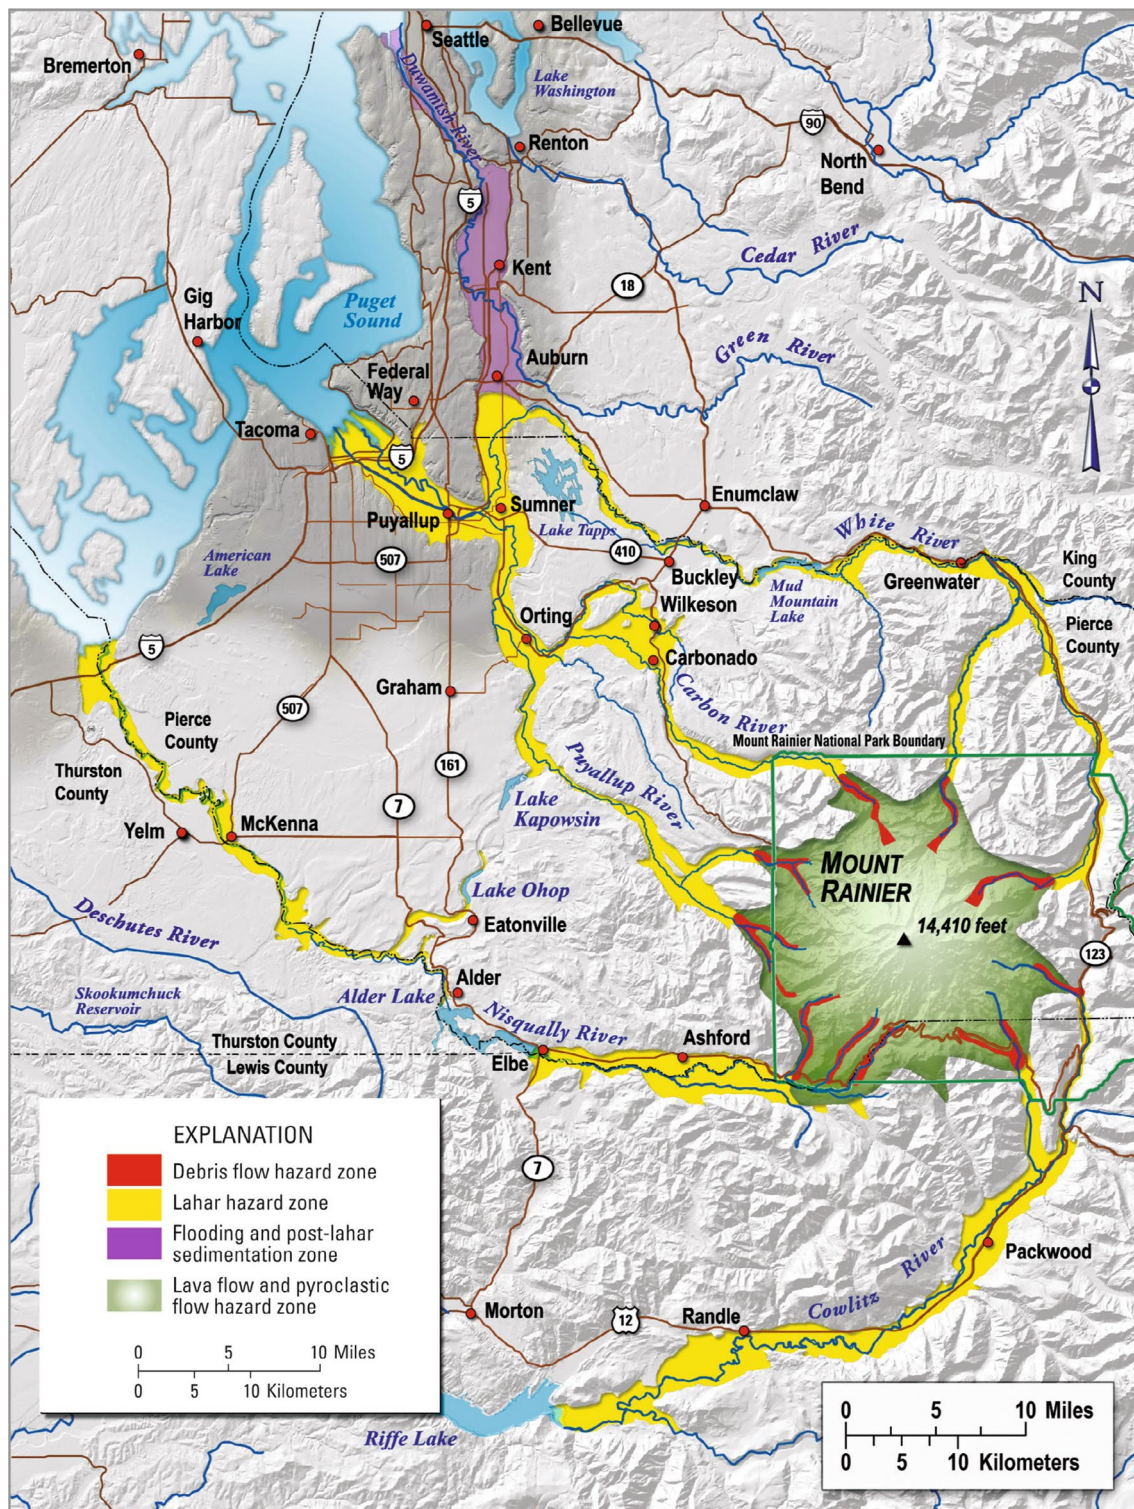 Seattle
Bellevue
Bremerton
Duwamish River
Lake
Washington
90
Renton
North
Bend
5
Cedar River
Kent
18
N
Gig
Harbor
Puget
Sound
Green River
Auburn
Federal
Way
Tacoma
5
Enumclaw
Sumner
Puyallup
Lake Tapps
White River
410
507
American
Lake
Buckley
Greenwater
King
County
Mud
Mountain
Lake
Wilkeson
Orting
Pierce
County
5
Carbonado
Graham
Carbon River
507
Pierce
County
Mount Rainier National Park Boundary
Puyallup River
Thurston
County
161
7
Lake
Kapowsin
Yelm
McKenna
MOUNT
RAINIER
Lake Ohop
14,410 feet
Deschutes River
Eatonville
123
Alder
Skookumchuck
Reservoir
Alder Lake
Nisqually River
Thurston County
Lewis County
Elbe
Ashford
EXPLANATION
Debris flow hazard zone
Lahar hazard zone
Flooding and post-lahar
sedimentation zone
Lava flow and pyroclastic
flow hazard zone
0 5 10 Miles
0 5 10 Kilometers
7
Packwood
Cowlitz River
Morton
12
Randle
Riffe Lake
0 5 10 Miles
0 5 10 Kilometers